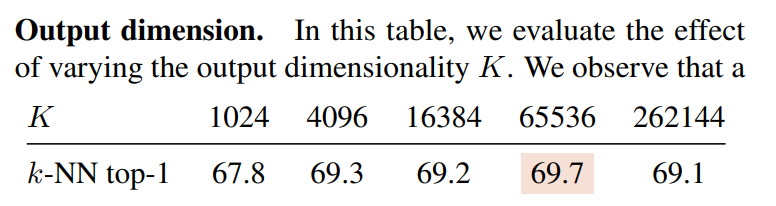 Output dimension. In this table, we evaluate the effect
of varying the output dimensionality K. We observe that a
K 1024 4096 16384 65536 262144
k-NN top-1 67.8 69.3 69.2 69.7 69.1